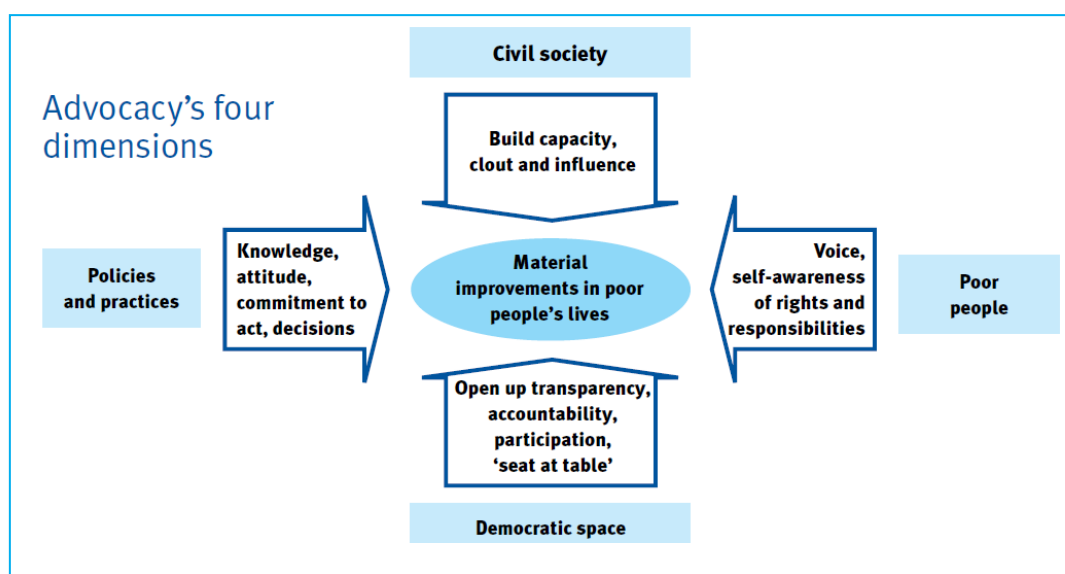 Advocacy’s four
dimensions
Civil society
Build capacity,
clout and influence
Policies
and practices
Knowledge,
attitude,
commitment to
act, decisions
Material
improvements in poor
people’s lives
Voice,
self-awareness
of rights and
responsibilities
Poor
people
Open up transparency,
accountability,
participation,
‘seat at table’
Democratic space